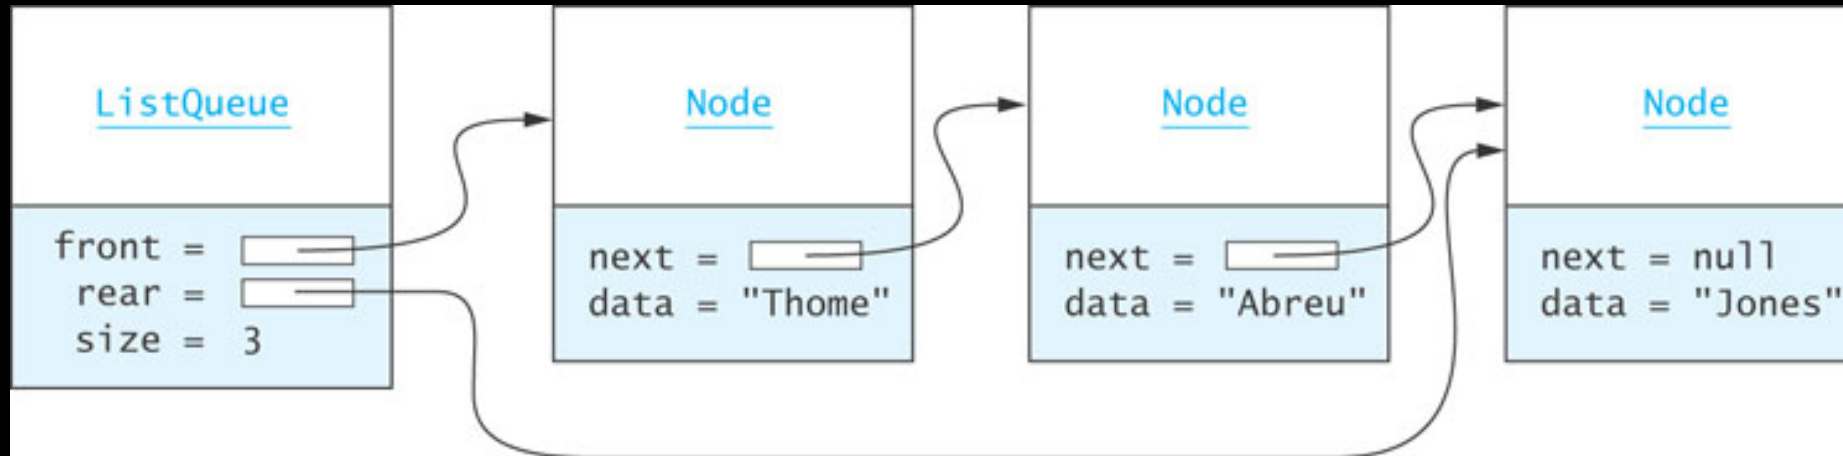 ListQueue
front =
rear =
size = 3
Node
next =
data = "Thome"
Node
next =
data = "Abreu"
Node
next = null
data = "Jones"